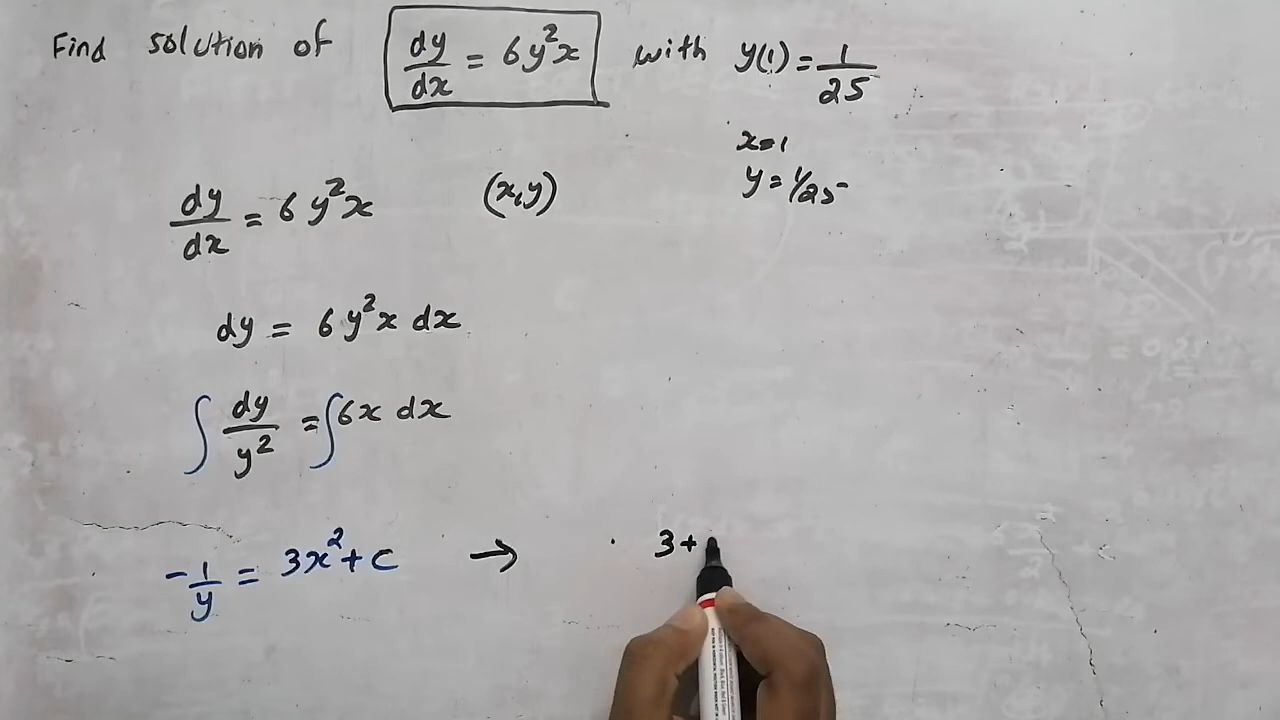 Find solution of dy/dx = 6y²x with y(1) = 1/25
x=1
y = 1/25
dy/dx = 6y²x (x,y)
dy = 6y²x dx
∫ dy/y² = ∫ 6x dx
-1/y = 3x² + c → 3+